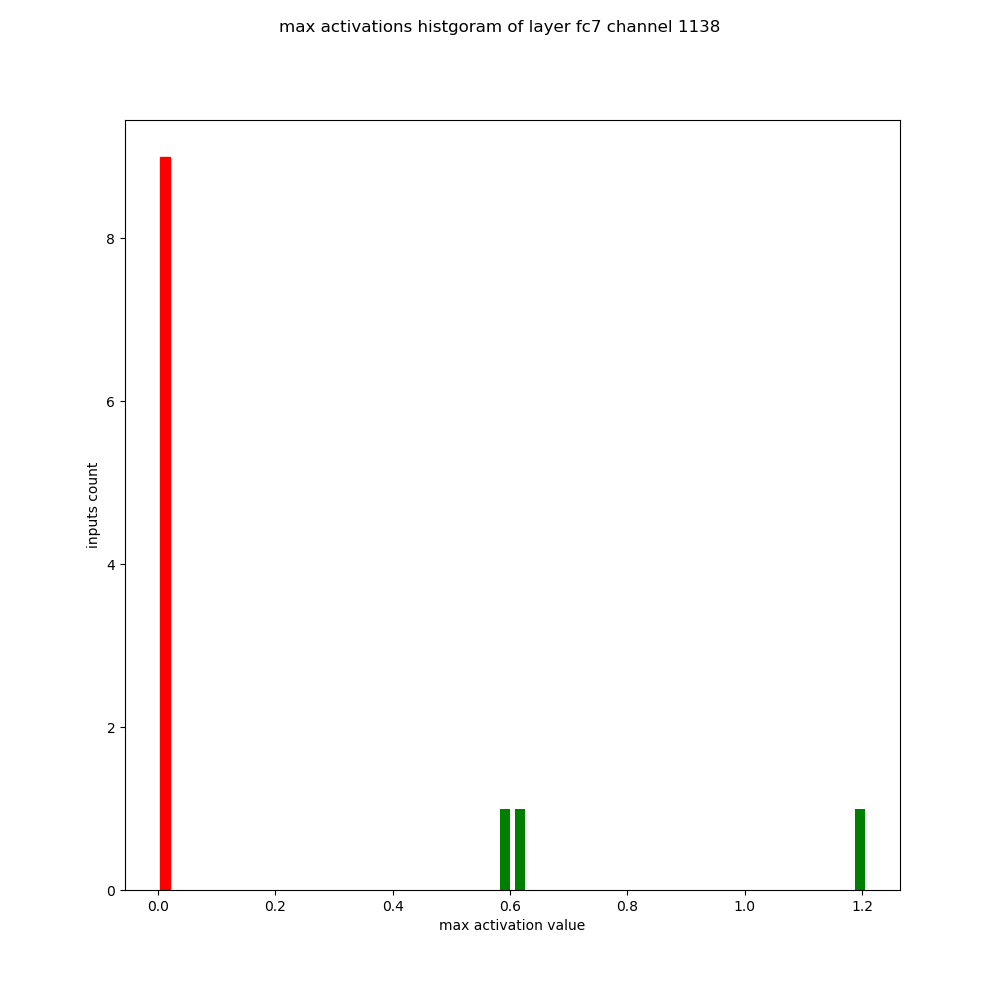 max activations histgoram of layer fc7 channel 1138
8
6
4
2
0
inputs count
0.0 0.2 0.4 0.6 0.8 1.0 1.2
max activation value